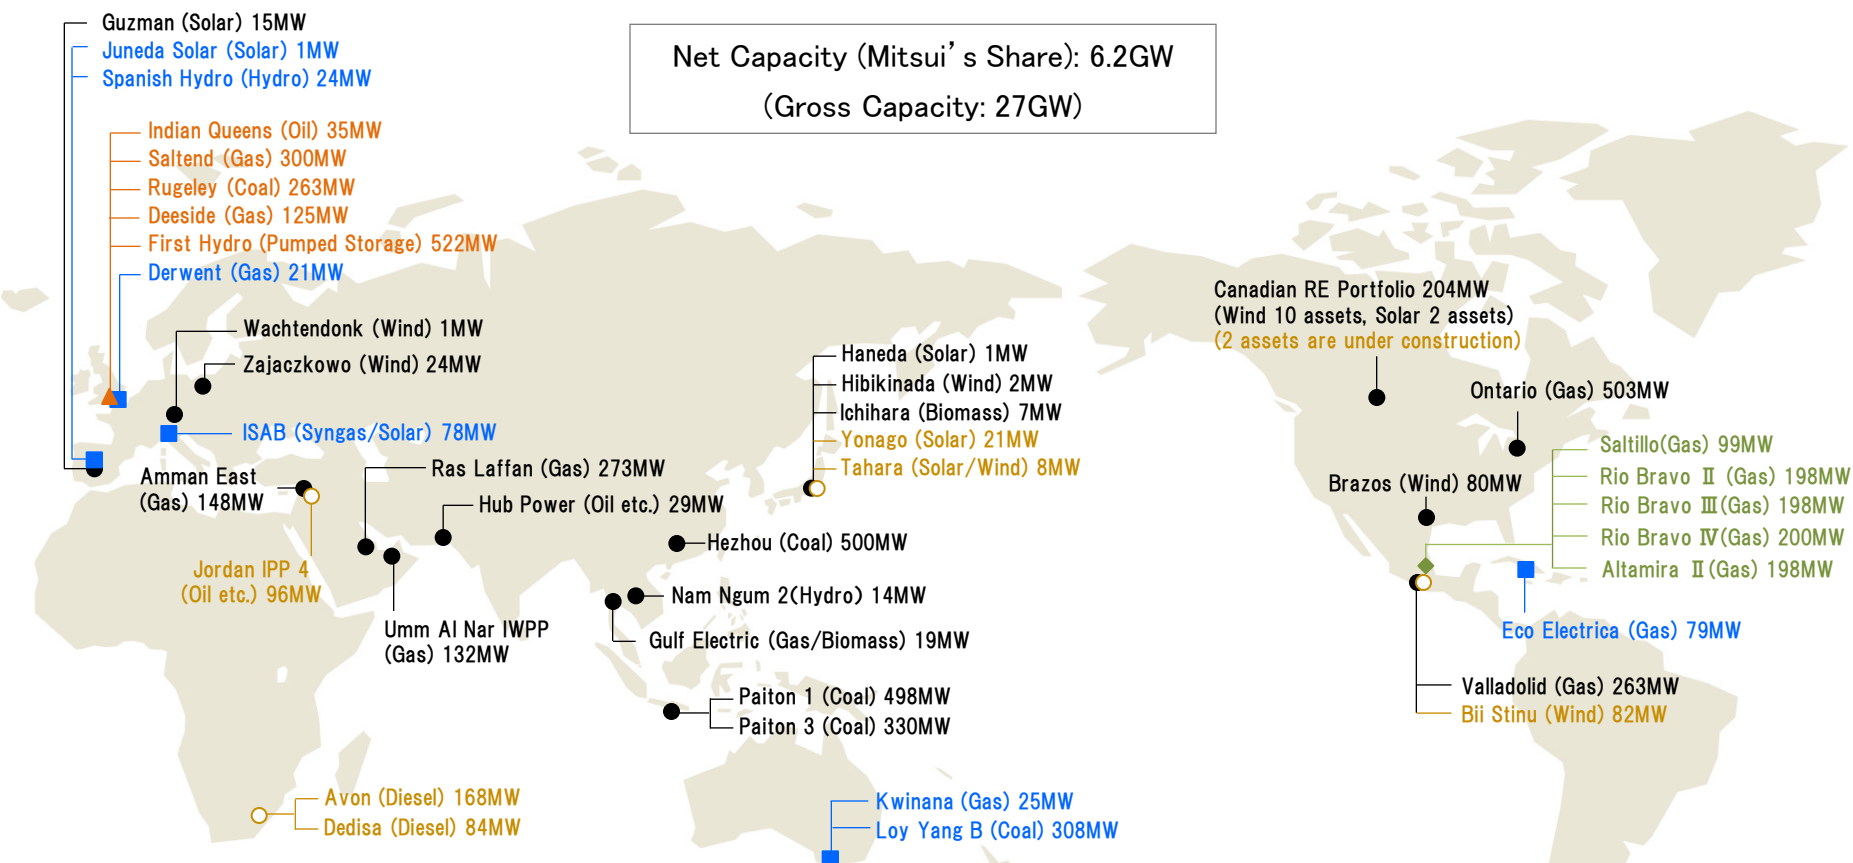 Guzman (Solar) 15MW
Juneda Solar (Solar) 1MW
Spanish Hydro (Hydro) 24MW
Net Capacity (Mitsui's Share): 6.2GW
(Gross Capacity: 27GW)
Indian Queens (Oil) 35MW
Saltend (Gas) 300MW
Rugeley (Coal) 263MW
Deeside (Gas) 125MW
First Hydro (Pumped Storage) 522MW
Derwent (Gas) 21MW
Wachtendonk (Wind) 1MW
Zajaczkowo (Wind) 24MW
ISAB (Syngas/Solar) 78MW
Amman East
(Gas) 148MW
Jordan IPP 4
(Oil etc.) 96MW
Ras Laffan (Gas) 273MW
Hub Power (Oil etc.) 29MW
Umm Al Nar IWPP
(Gas) 132MW
Haneda (Solar) 1MW
Hibikinada (Wind) 2MW
Ichihara (Biomass) 7MW
Yonago (Solar) 21MW
Tahara (Solar/Wind) 8MW
Hezhou (Coal) 500MW
Nam Ngum 2(Hydro) 14MW
Gulf Electric (Gas/Biomass) 19MW
Paiton 1 (Coal) 498MW
Paiton 3 (Coal) 330MW
Avon (Diesel) 168MW
Dedisa (Diesel) 84MW
Kwinana (Gas) 25MW
Loy Yang B (Coal) 308MW
Canadian RE Portfolio 204MW
(Wind 10 assets, Solar 2 assets)
(2 assets are under construction)
Ontario (Gas) 503MW
Brazos (Wind) 80MW
Saltillo(Gas) 99MW
Rio Bravo Ⅱ (Gas) 198MW
Rio Bravo Ⅲ(Gas) 198MW
Rio Bravo Ⅳ(Gas) 200MW
Altamira Ⅱ(Gas) 198MW
Eco Electrica (Gas) 79MW
Valladolid (Gas) 263MW
Bii Stinu (Wind) 82MW